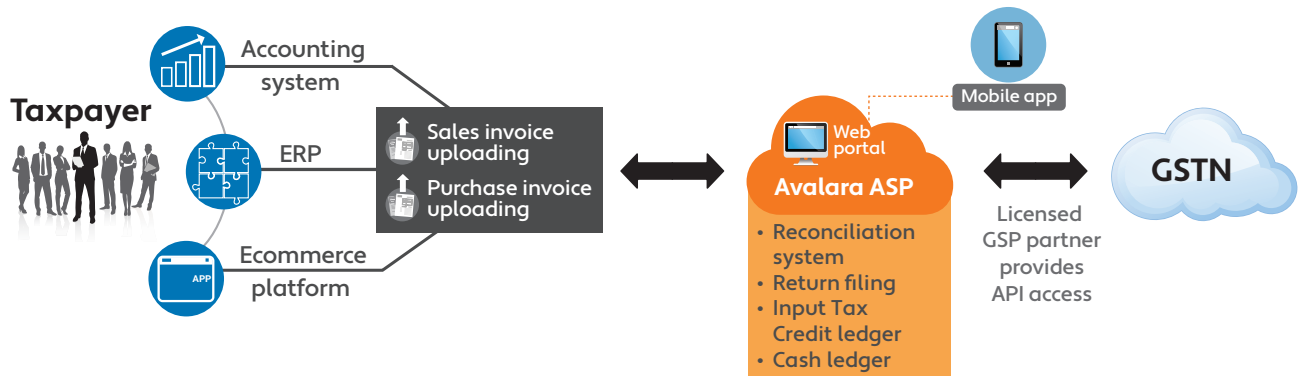 Taxpayer
Accounting
system
ERP
APP
Ecommerce
platform
Sales invoice
uploading
Purchase invoice
uploading
Mobile app
Web
portal
Avalara ASP
• Reconciliation
system
• Return filing
• Input Tax
Credit ledger
• Cash ledger
Licensed
GSP partner
provides
API access
GSTN